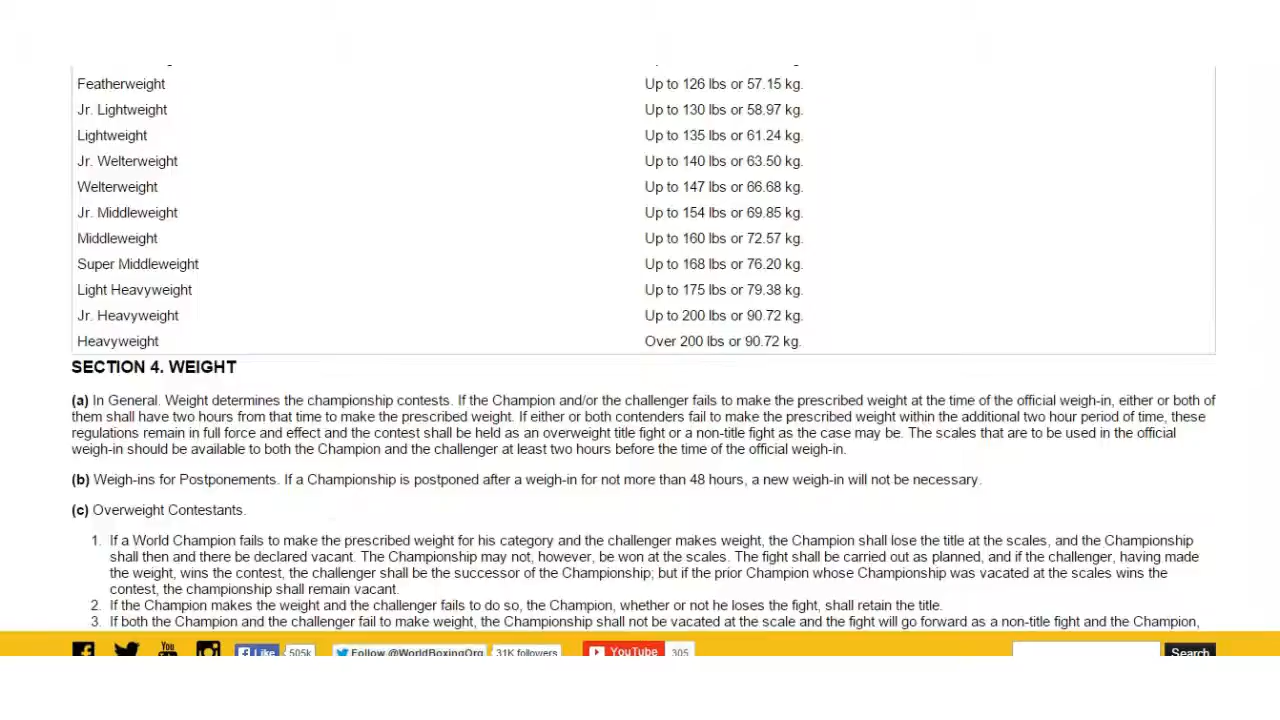 Featherweight Up to 126 lbs or 57.15 kg.
Jr. Lightweight Up to 130 lbs or 58.97 kg.
Lightweight Up to 135 lbs or 61.24 kg.
Jr. Welterweight Up to 140 lbs or 63.50 kg.
Welterweight Up to 147 lbs or 66.68 kg.
Jr. Middleweight Up to 154 lbs or 69.85 kg.
Middleweight Up to 160 lbs or 72.57 kg.
Super Middleweight Up to 168 lbs or 76.20 kg.
Light Heavyweight Up to 175 lbs or 79.38 kg.
Jr. Heavyweight Up to 200 lbs or 90.72 kg.
Heavyweight Over 200 lbs or 90.72 kg.
SECTION 4. WEIGHT
(a) In General. Weight determines the championship contests. If the Champion and/or the challenger fails to make the prescribed weight at the time of the official weigh-in, either or both of
them shall have two hours from that time to make the prescribed weight. If either or both contenders fail to make the prescribed weight within the additional two hour period of time, these
regulations remain in full force and effect and the contest shall be held as an overweight title fight or a non-title fight as the case may be. The scales that are to be used in the official
weigh-in should be available to both the Champion and the challenger at least two hours before the time of the official weigh-in.
(b) Weigh-ins for Postponements. If a Championship is postponed after a weigh-in for not more than 48 hours, a new weigh-in will not be necessary.
(c) Overweight Contestants.
1. If a World Champion fails to make the prescribed weight for his category and the challenger makes weight, the Champion shall lose the title at the scales, and the Championship
shall then and there be declared vacant. The Championship may not, however, be won at the scales. The fight shall be carried out as planned, and if the challenger, having made
the weight, wins the contest, the challenger shall be the successor of the Championship; but if the prior Champion whose Championship was vacated at the scales wins the
contest, the championship shall remain vacant.
2. If the Champion makes the weight and the challenger fails to do so, the Champion, whether or not he loses the fight, shall retain the title.
3. If both the Champion and the challenger fail to make weight, the Championship shall not be vacated at the scale and the fight will go forward as a non-title fight and the Champion,
You Like 505k Follow @WorldBoxingOrg 31K followers YouTube 305 Search